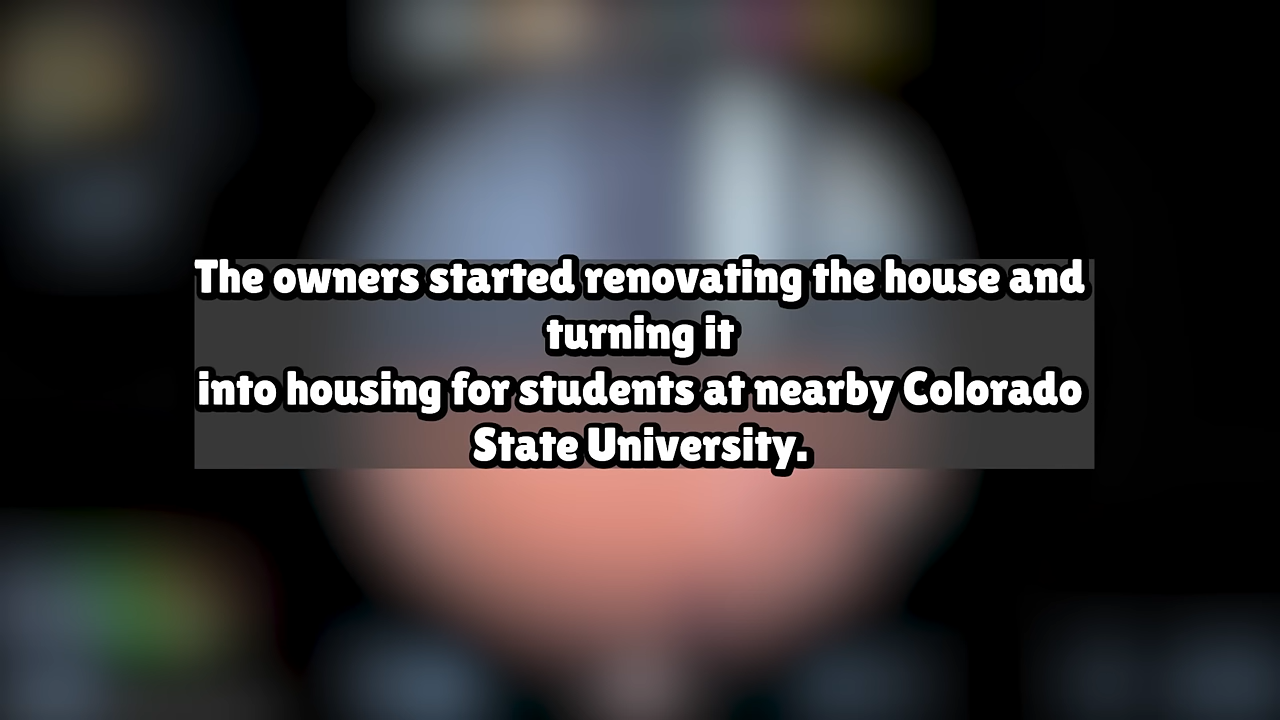 The owners started renovating the house and
turning it
into housing for students at nearby Colorado
State University.